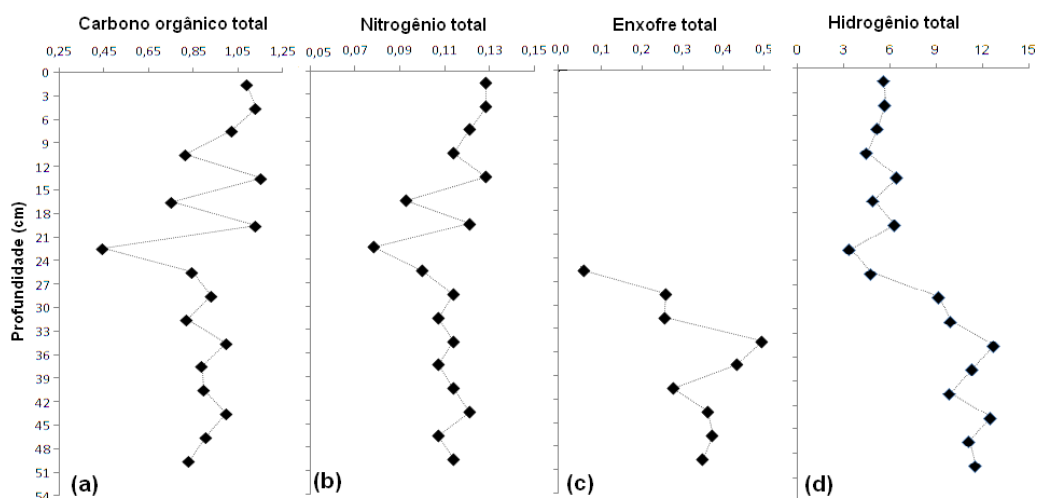 Carbono orgânico total
Nitrogênio total
Enxofre total
Hidrogênio total
0,25 0,45 0,65 0,85 1,05 1,25
0,05 0,07 0,09 0,11 0,13 0,15
0,0 0,1 0,2 0,3 0,4 0,5
0 3 6 9 12 15
Profundidade (cm)
0
3
6
9
12
15
18
21
24
27
30
33
36
39
42
45
48
51
54
(a)
(b)
(c)
(d)